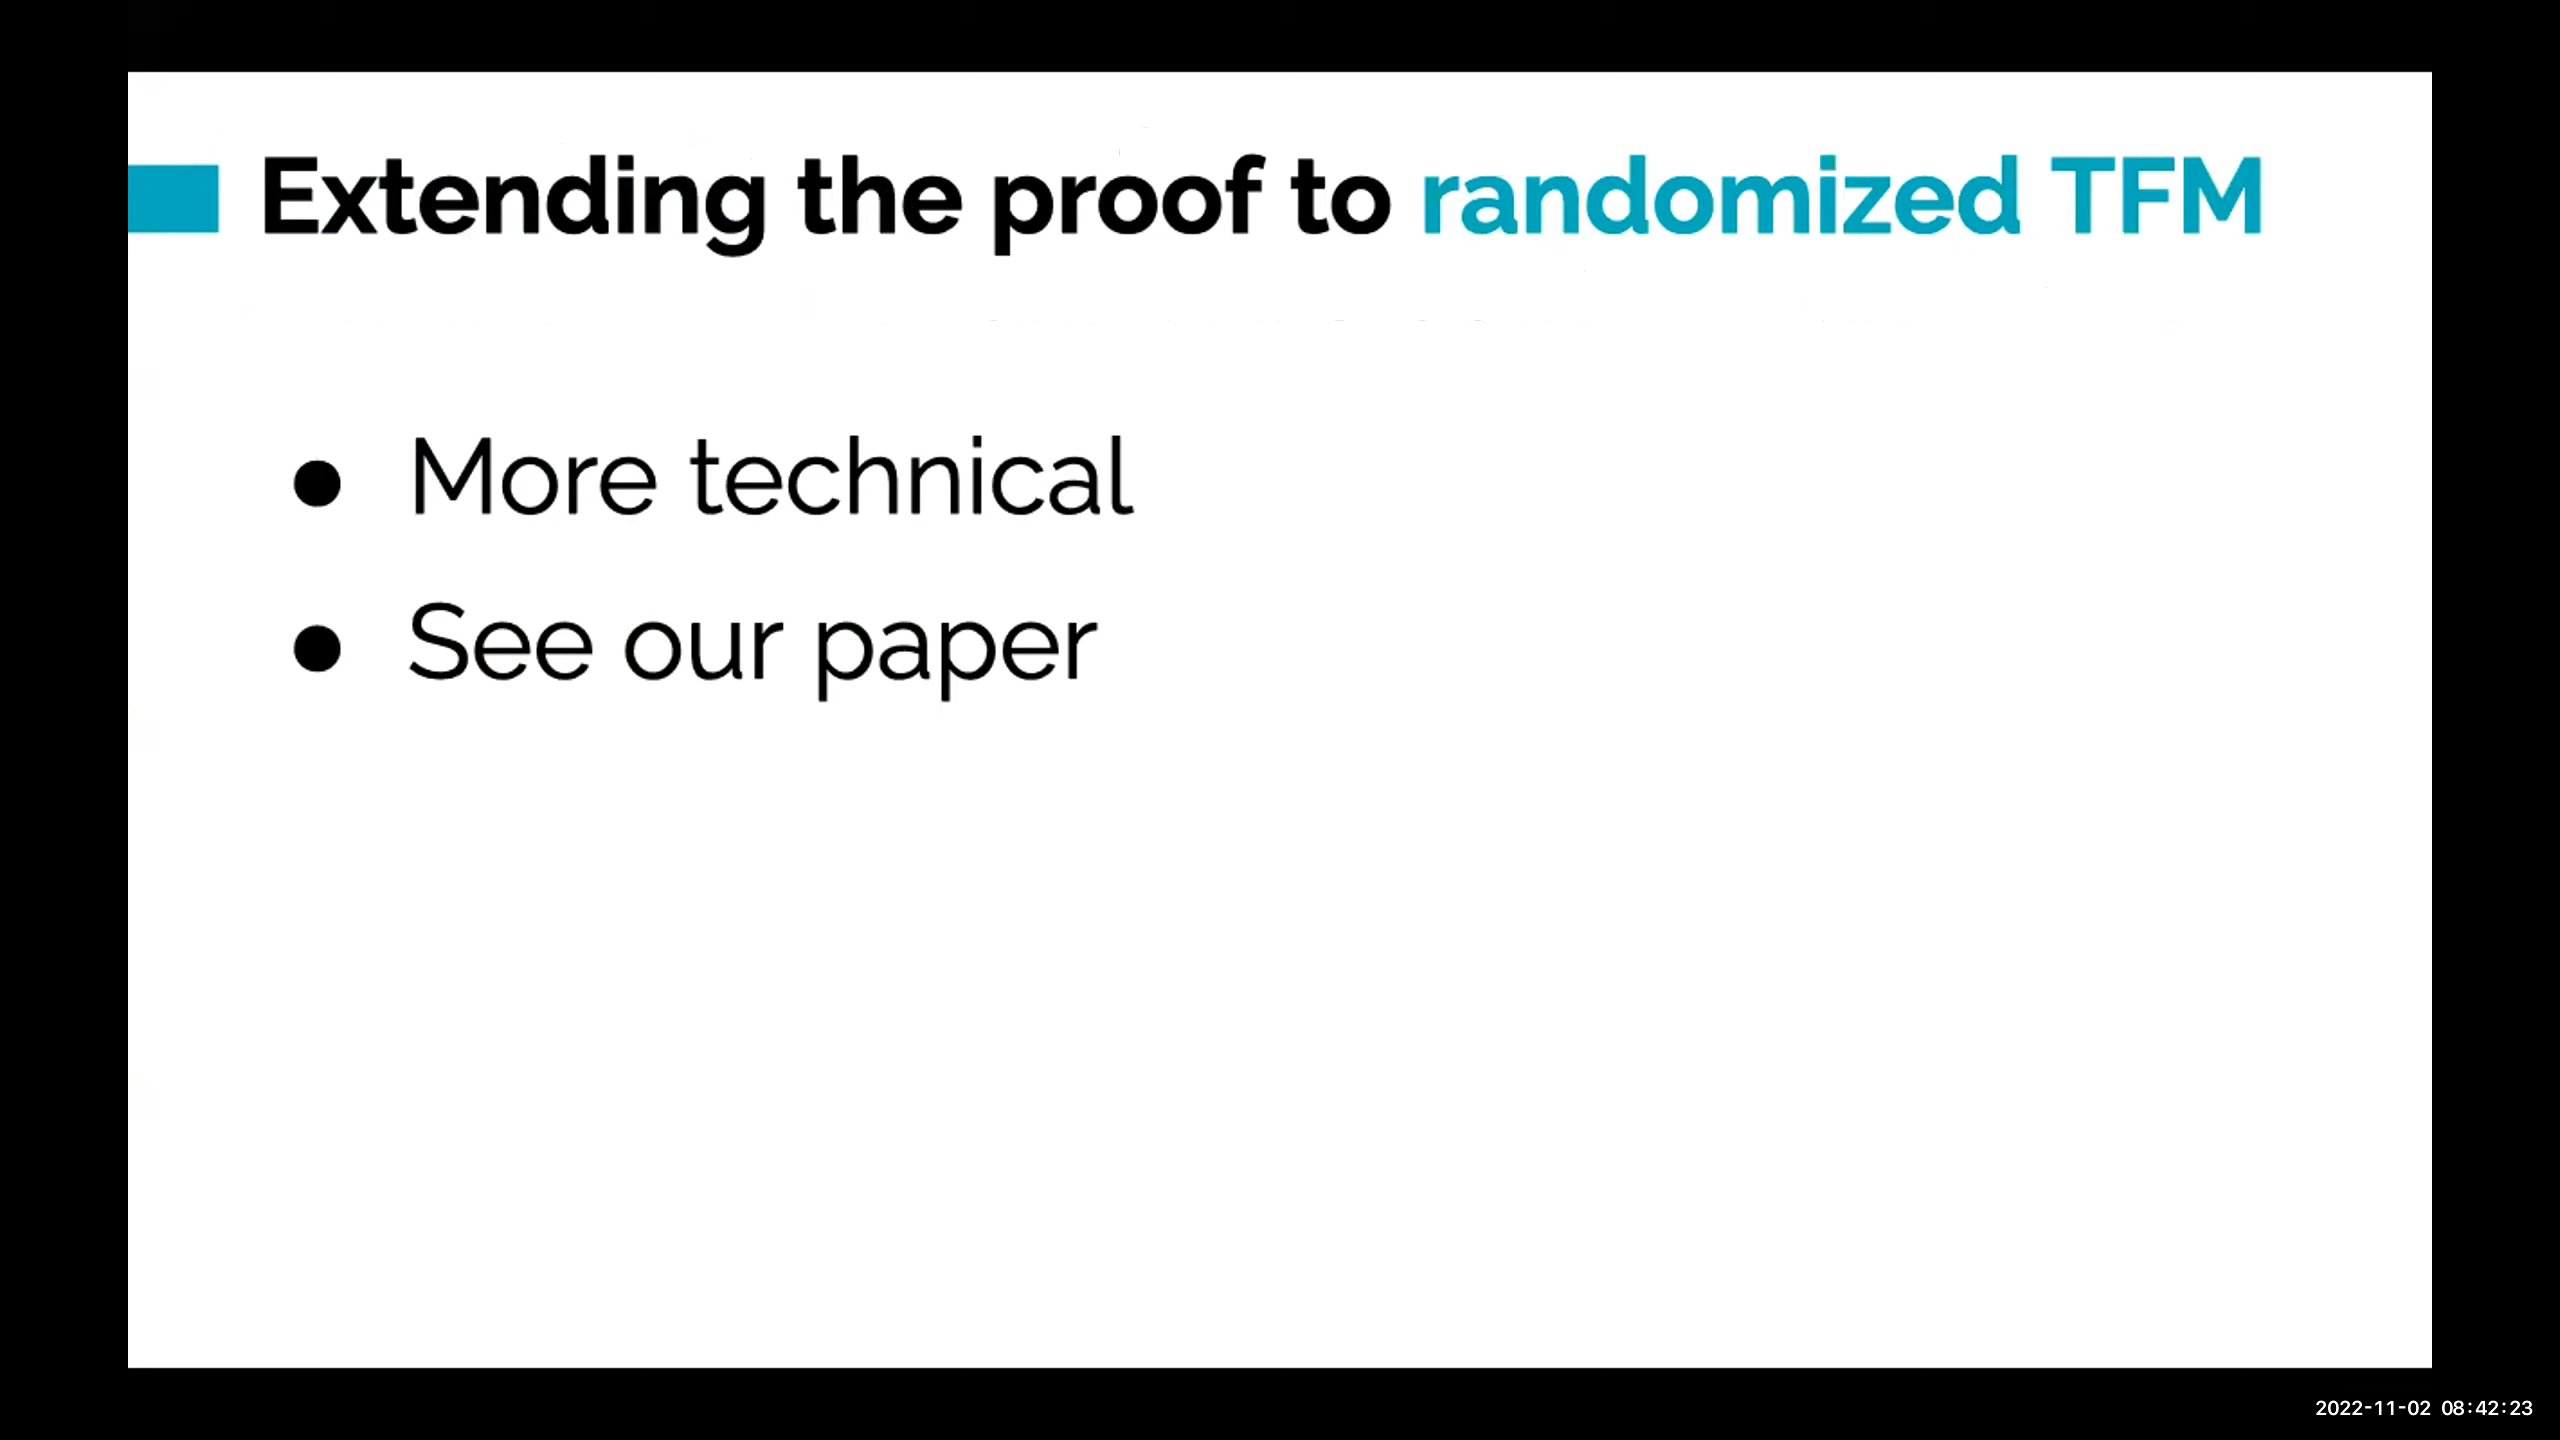 Extending the proof to randomized TFM
● More technical
● See our paper
2022-11-02 08:42:23